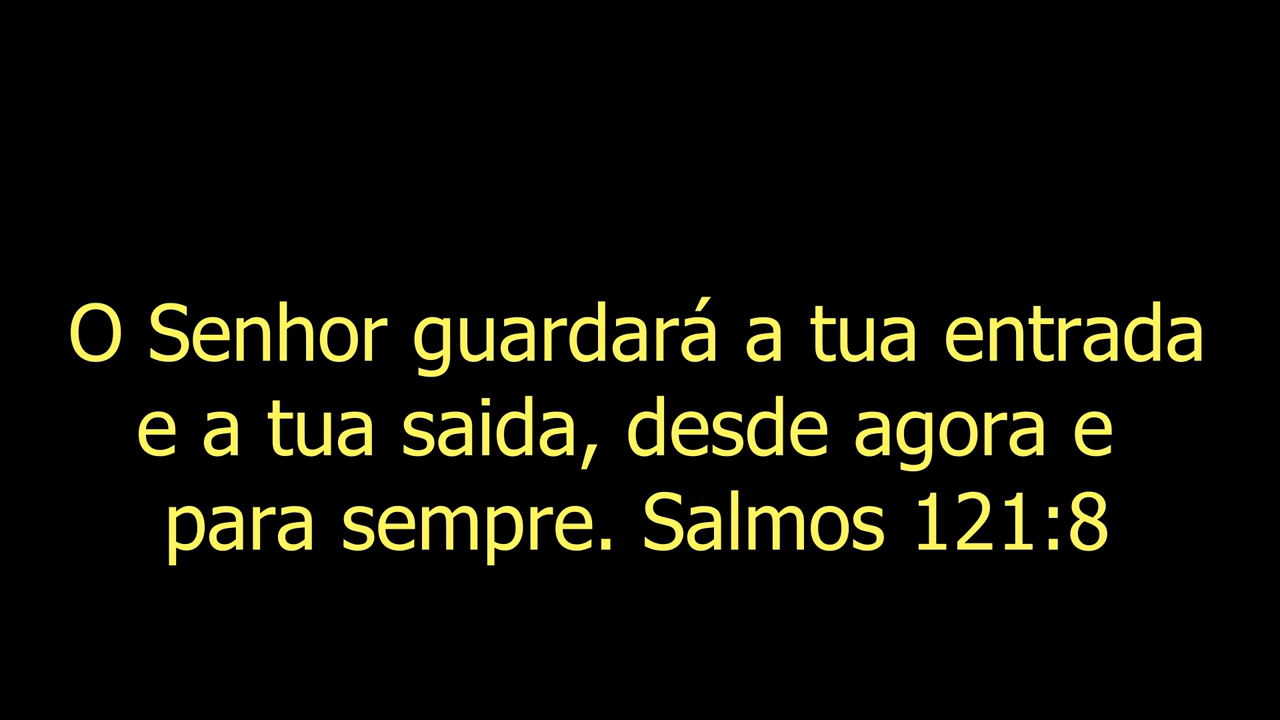 O Senhor guardará a tua entrada
e a tua saida, desde agora e
para sempre. Salmos 121:8